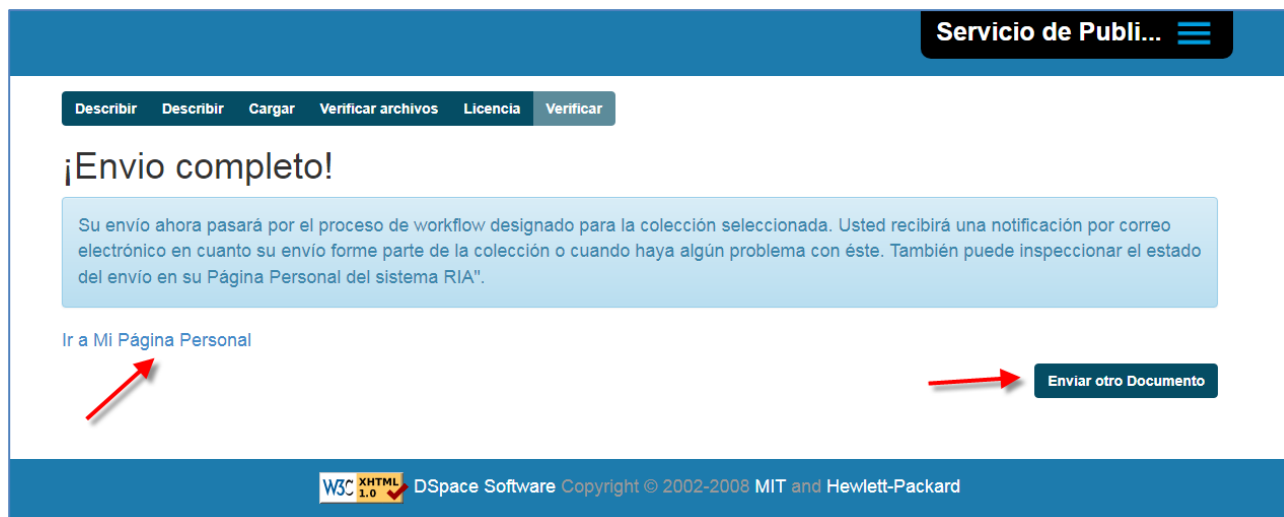 Servicio de Publi...
Describir Describir Cargar Verificar archivos Licencia Verificar
¡Envio completo!
Su envío ahora pasará por el proceso de workflow designado para la colección seleccionada. Usted recibirá una notificación por correo
electrónico en cuanto su envío forme parte de la colección o cuando haya algún problema con éste. También puede inspeccionar el estado
del envío en su Página Personal del sistema RIA".
Ir a Mi Página Personal
Enviar otro Documento
W3C XHTML 1.0 DSpace Software Copyright © 2002-2008 MIT and Hewlett-Packard